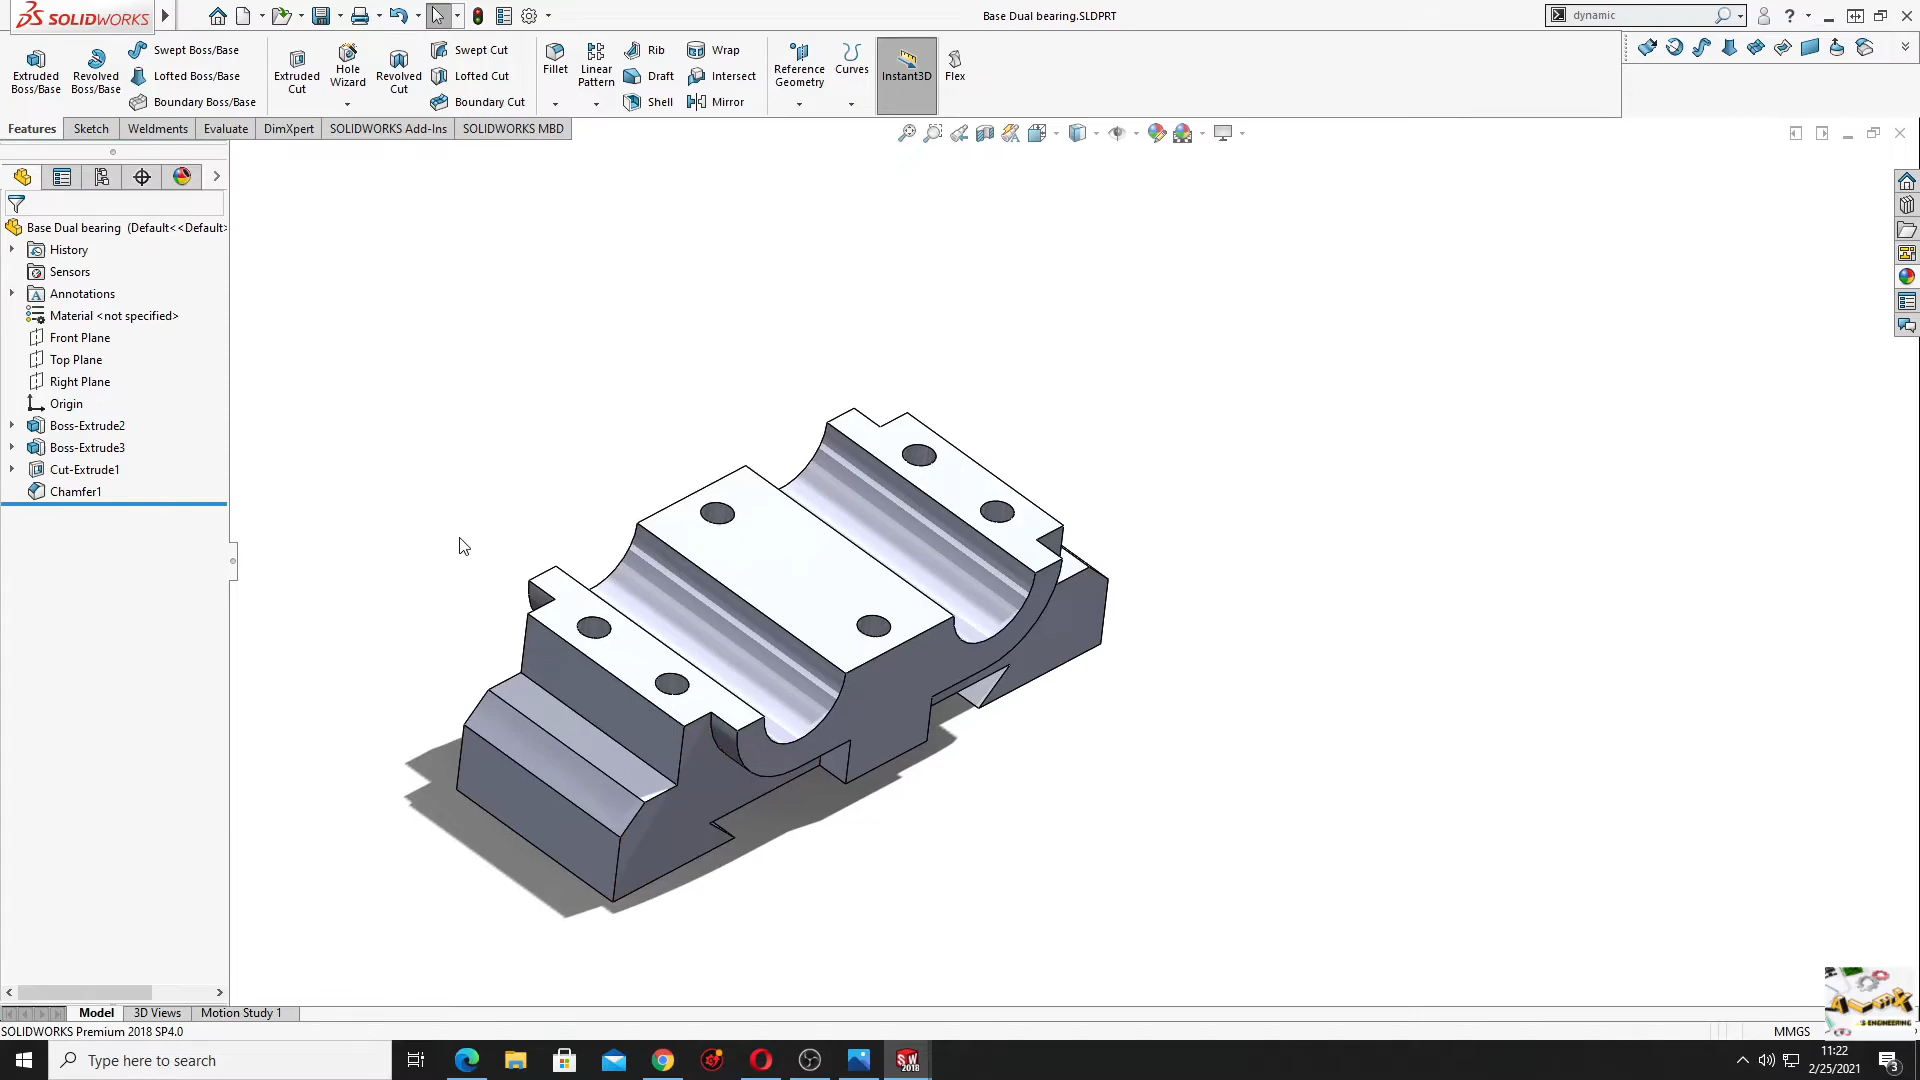 SOLIDWORKS
Base Dual bearing.SLDPRT
dynamic
Extruded Boss/Base
Revolved Boss/Base
Swept Boss/Base
Lofted Boss/Base
Boundary Boss/Base
Extruded Cut
Hole Wizard
Revolved Cut
Swept Cut
Lofted Cut
Boundary Cut
Fillet
Linear Pattern
Rib
Draft
Shell
Wrap
Intersect
Mirror
Reference Geometry
Curves
Instant3D
Flex
Features
Sketch
Weldments
Evaluate
DimXpert
SOLIDWORKS Add-Ins
SOLIDWORKS MBD
Base Dual bearing (Default<<Default>
History
Sensors
Annotations
Material <not specified>
Front Plane
Top Plane
Right Plane
Origin
Boss-Extrude2
Boss-Extrude3
Cut-Extrude1
Chamfer1
Model
3D Views
Motion Study 1
SOLIDWORKS Premium 2018 SP4.0
MMGS
Type here to search
SW
2018
11:22
2/25/2021
3